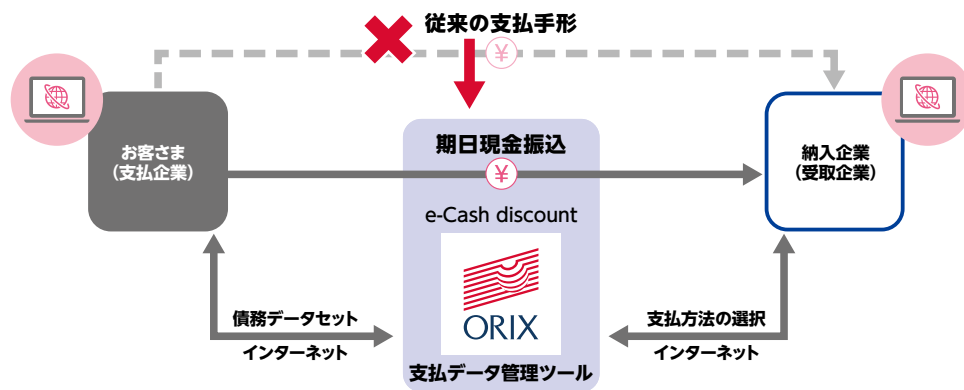 従来の支払手形
¥
お客さま
（支払企業）
期日現金振込
¥
納入企業
（受取企業）
e-Cash discount
ORIX
債務データセット
インターネット
支払方法の選択
インターネット
支払データ管理ツール